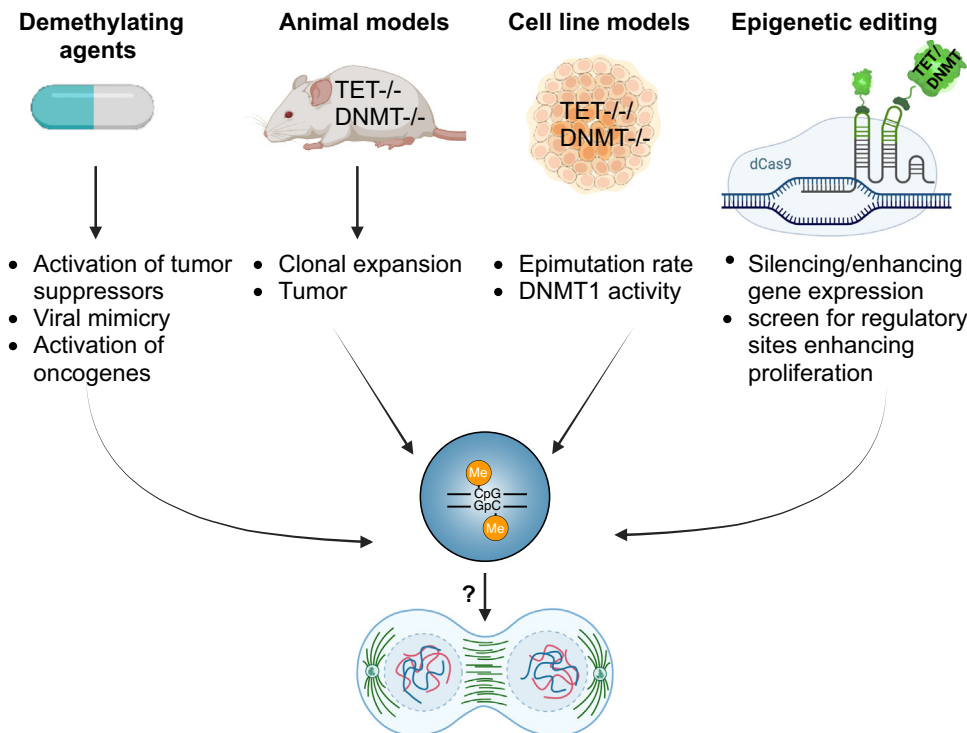 Demethylating
agents
Animal models
Cell line models
Epigenetic editing
TET-/-
DNMT-/-
TET-/-/
DNMT-/-
TET/
DNMT
dCas9
• Activation of tumor
suppressors
• Viral mimicry
• Activation of
oncogenes
• Clonal expansion
• Tumor
• Epimutation rate
• DNMT1 activity
• Silencing/enhancing
gene expression
• screen for regulatory
sites enhancing
proliferation
Me
CpG
GpC
Me
?